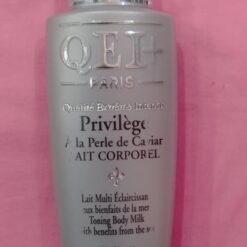 QEI+
PARIS
Privilège
A la Perle de Caviar
LAIT CORPOREL
Lait Multi Éclaircissan
aux bienfaits de la mer
Toning Body Milk
with benefits from the